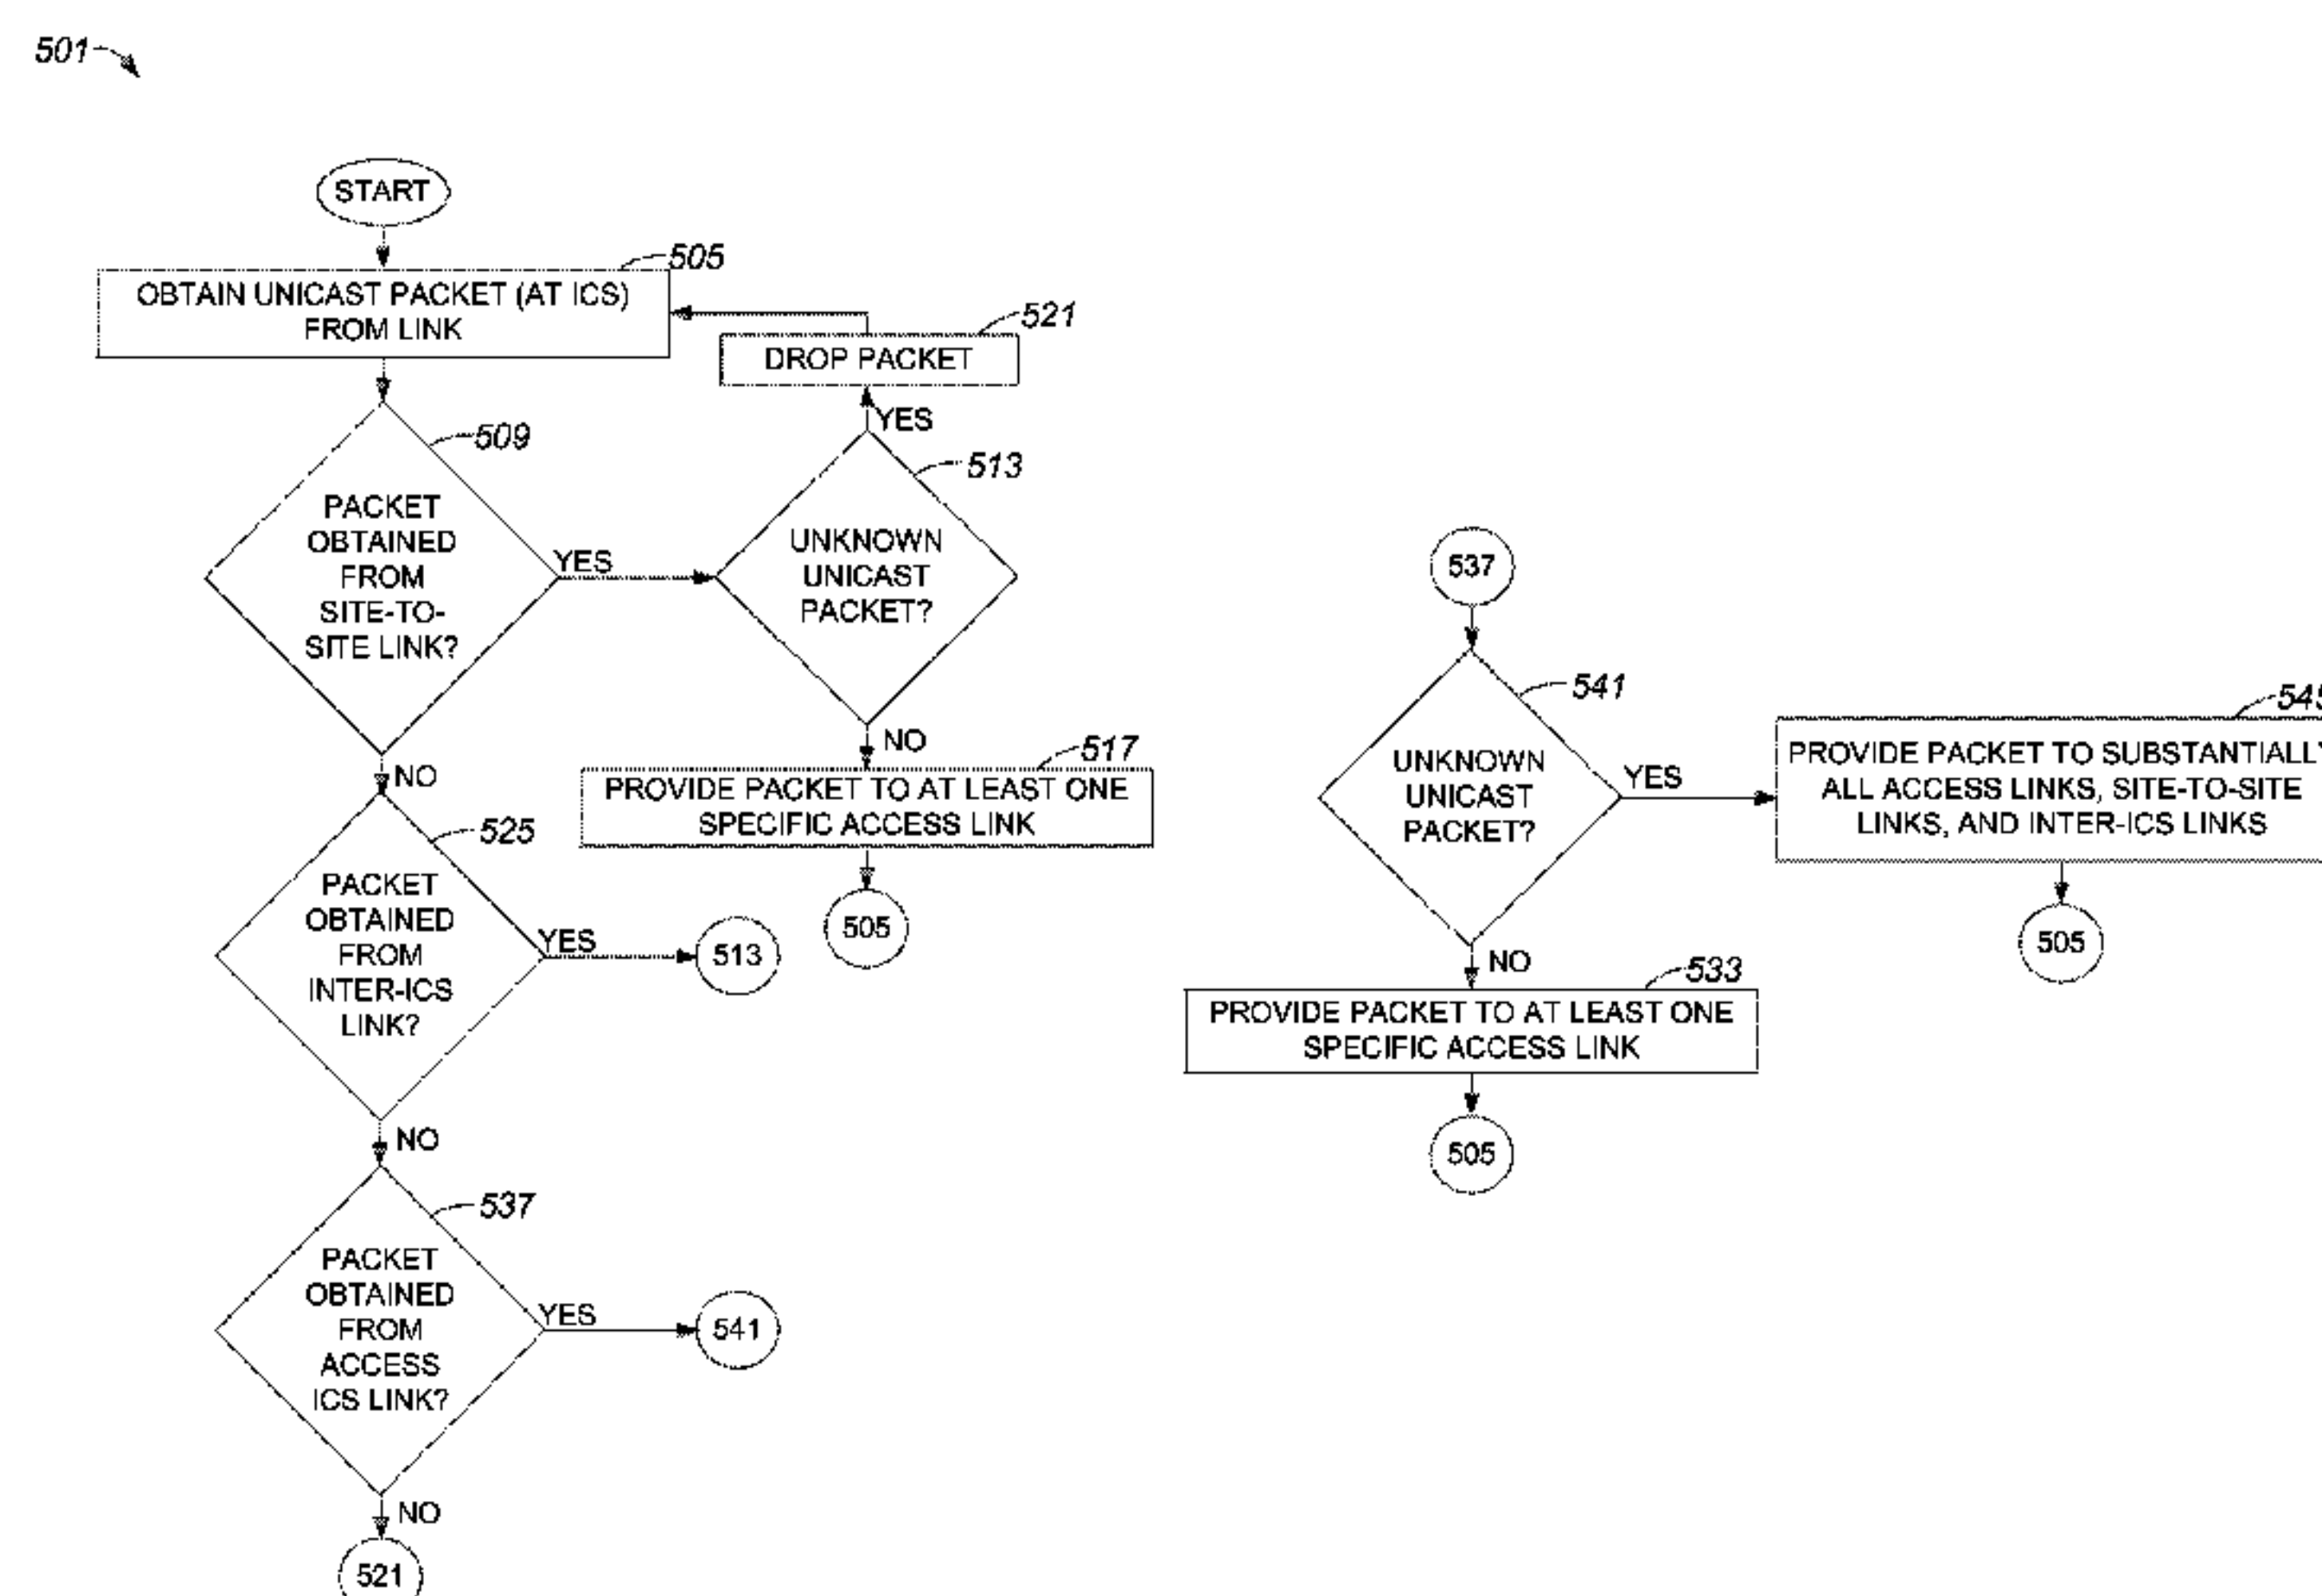 501
START
505
OBTAIN UNICAST PACKET (AT ICS)
FROM LINK
521
DROP PACKET
YES
509
PACKET
OBTAINED
FROM
SITE-TO-
SITE LINK?
YES
513
UNKNOWN
UNICAST
PACKET?
NO
517
PROVIDE PACKET TO AT LEAST ONE
SPECIFIC ACCESS LINK
505
NO
525
PACKET
OBTAINED
FROM
INTER-ICS
LINK?
YES
513
NO
537
PACKET
OBTAINED
FROM
ACCESS
ICS LINK?
YES
541
NO
521
537
541
UNKNOWN
UNICAST
PACKET?
YES
PROVIDE PACKET TO SUBSTANTIALLY
ALL ACCESS LINKS, SITE-TO-SITE
LINKS, AND INTER-ICS LINKS
505
NO
533
PROVIDE PACKET TO AT LEAST ONE
SPECIFIC ACCESS LINK
505